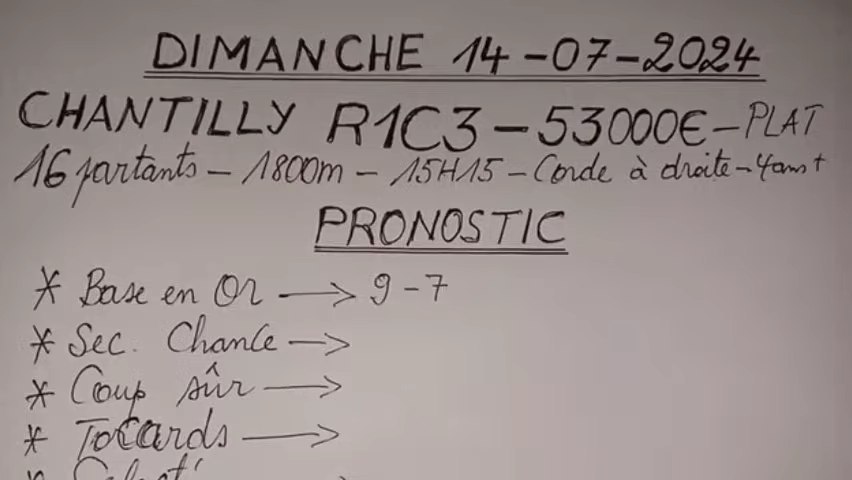 DIMANCHE 14-07-2024
CHANTILLY R1C3-53000€-PLAT
16 partants - 1800m - 15H15 - Corde à droite - 4ans+
PRONOSTIC
* Base en Or → 9-7
* Sec. Chance →
* Coup sûr →
* Tocards →